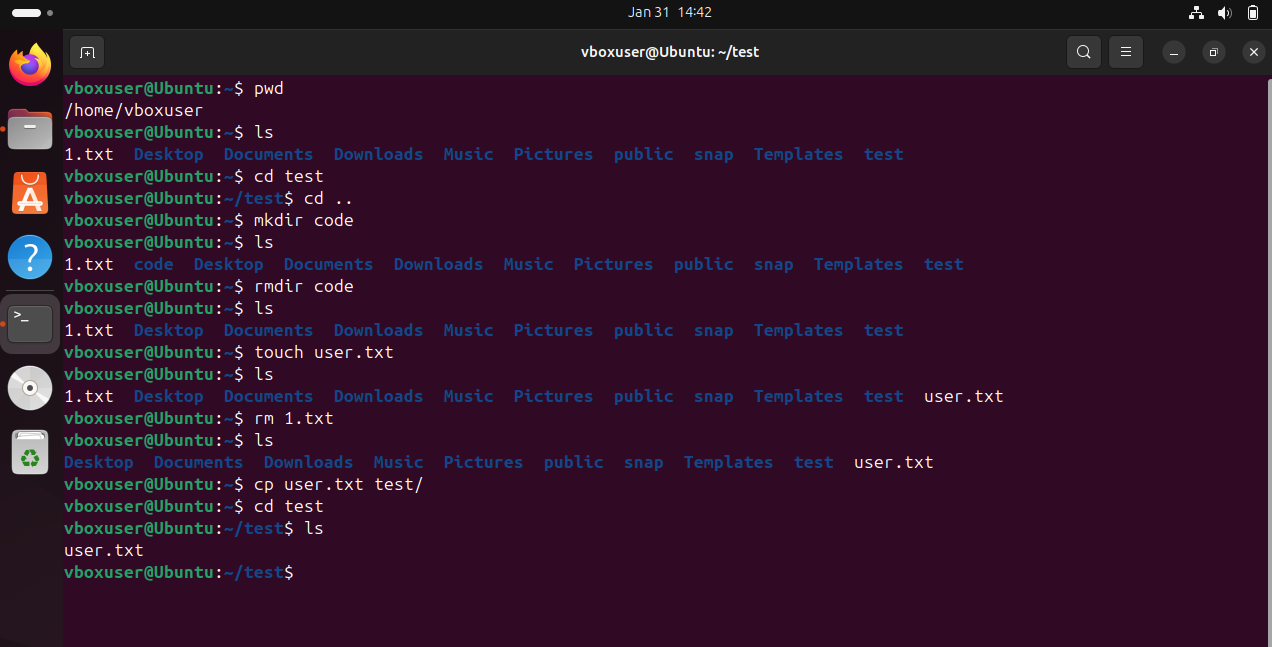 Jan 31 14:42
vboxuser@Ubuntu: ~/test
vboxuser@Ubuntu:~$ pwd
/home/vboxuser
vboxuser@Ubuntu:~$ ls
1.txt Desktop Documents Downloads Music Pictures public snap Templates test
vboxuser@Ubuntu:~$ cd test
vboxuser@Ubuntu:~/test$ cd ..
vboxuser@Ubuntu:~$ mkdir code
vboxuser@Ubuntu:~$ ls
1.txt code Desktop Documents Downloads Music Pictures public snap Templates test
vboxuser@Ubuntu:~$ rmdir code
vboxuser@Ubuntu:~$ ls
1.txt Desktop Documents Downloads Music Pictures public snap Templates test
vboxuser@Ubuntu:~$ touch user.txt
vboxuser@Ubuntu:~$ ls
1.txt Desktop Documents Downloads Music Pictures public snap Templates test user.txt
vboxuser@Ubuntu:~$ rm 1.txt
vboxuser@Ubuntu:~$ ls
Desktop Documents Downloads Music Pictures public snap Templates test user.txt
vboxuser@Ubuntu:~$ cp user.txt test/
vboxuser@Ubuntu:~$ cd test
vboxuser@Ubuntu:~/test$ ls
user.txt
vboxuser@Ubuntu:~/test$